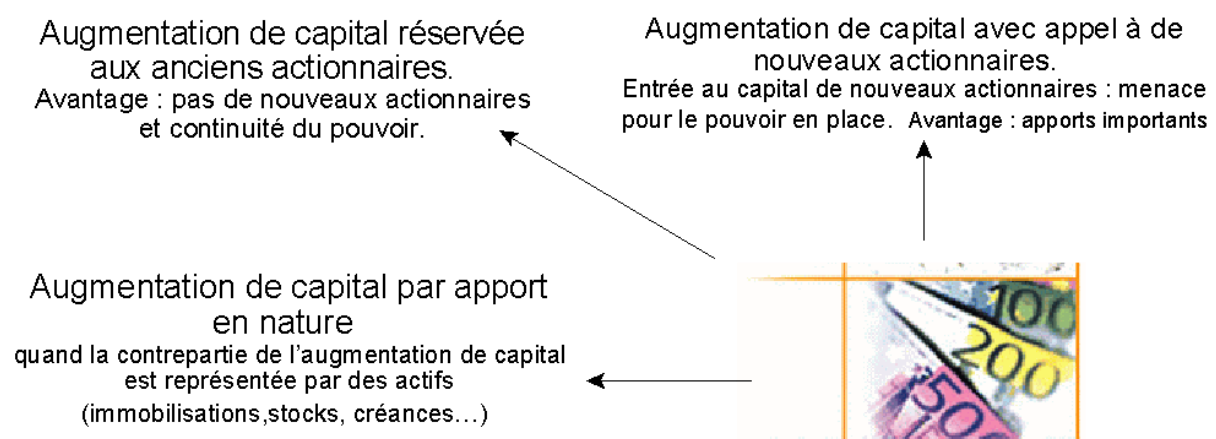 Augmentation de capital réservée
aux anciens actionnaires.
Avantage : pas de nouveaux actionnaires
et continuité du pouvoir.
Augmentation de capital avec appel à de
nouveaux actionnaires.
Entrée au capital de nouveaux actionnaires : menace
pour le pouvoir en place. Avantage : apports importants
Augmentation de capital par apport
en nature
quand la contrepartie de l'augmentation de capital
est représentée par des actifs
(immobilisations,stocks, créances...)
100
200
500